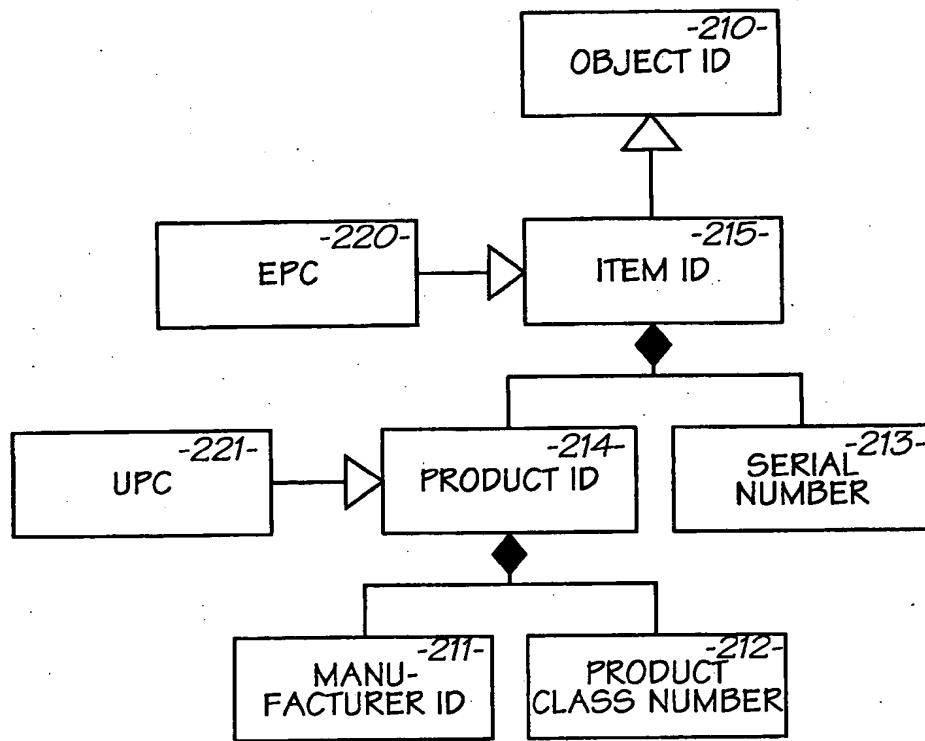 -210-
OBJECT ID
-220-
EPC
-215-
ITEM ID
-221-
UPC
-214-
PRODUCT ID
-213-
SERIAL
NUMBER
-211-
MANU-
FACTURER ID
-212-
PRODUCT
CLASS NUMBER